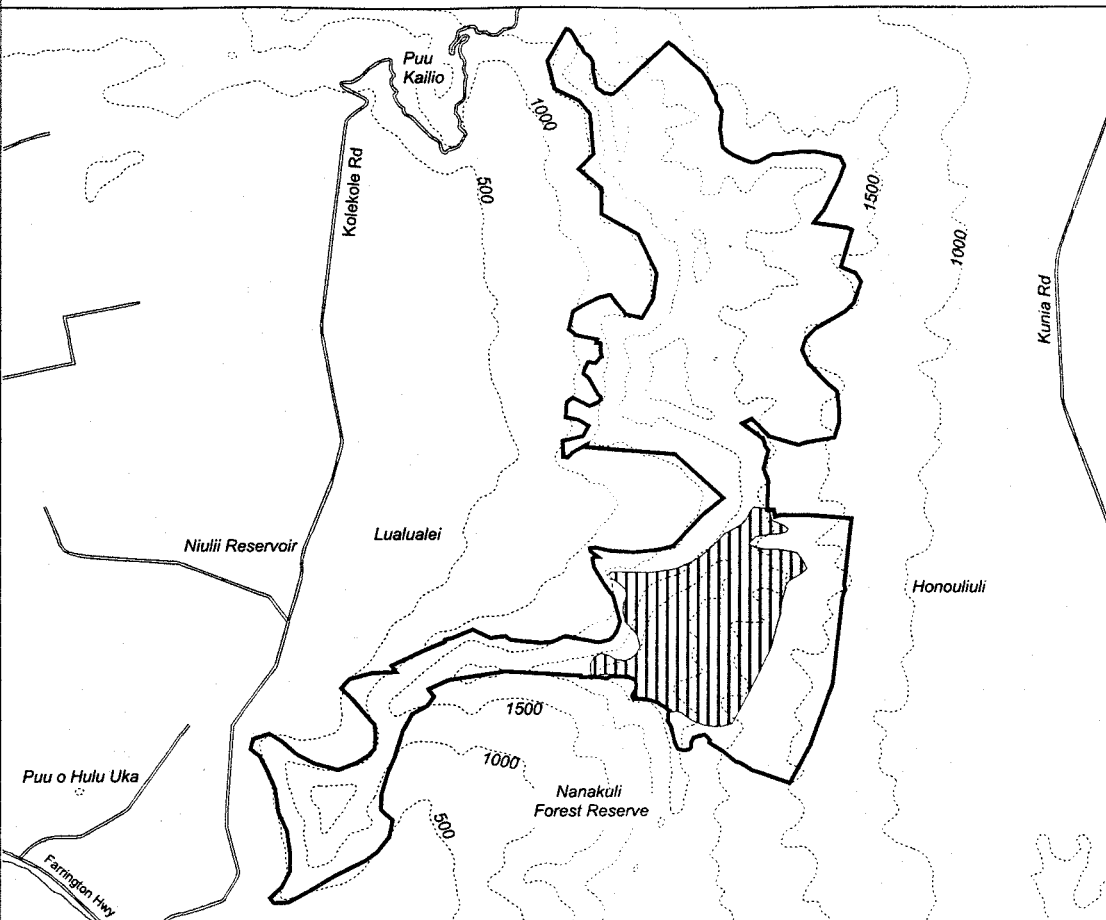 Puu
Kailio
1000
Kolekole Rd
500
1500
1000
Kunia Rd
Niulii Reservoir
Lualualei
Honouliuli
1500
1000
Puu o Hulu Uka
Nanakuli
Forest Reserve
500
Farrington Hwy